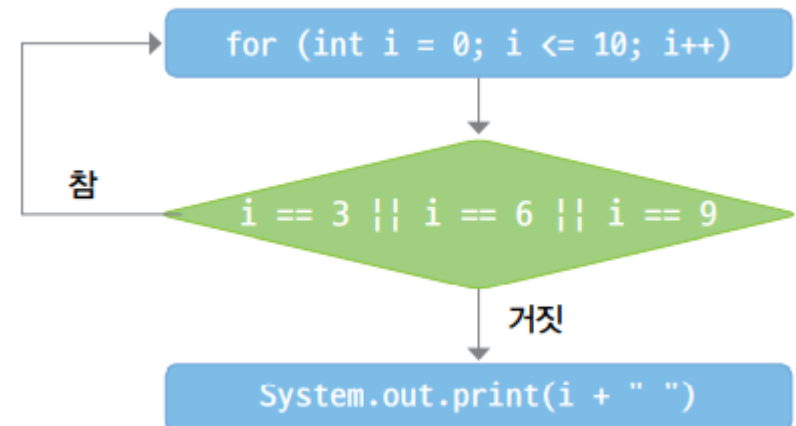 for (int i = 0; i <= 10; i++)
참
i == 3 || i == 6 || i == 9
거짓
System.out.print(i + " ")